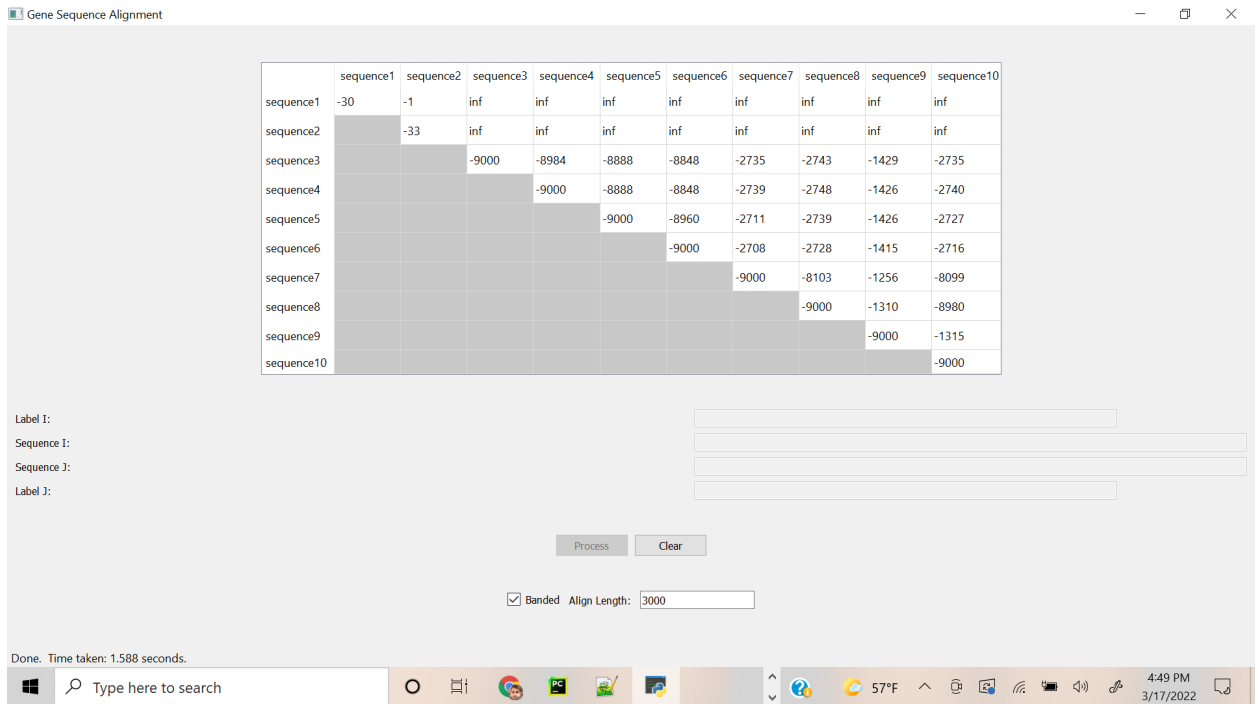 Gene Sequence Alignment
sequence1 sequence2 sequence3 sequence4 sequence5 sequence6 sequence7 sequence8 sequence9 sequence10
sequence1 -30 -1 inf inf inf inf inf inf inf inf
sequence2 -33 inf inf inf inf inf inf inf inf
sequence3 -9000 -8984 -8888 -8848 -2735 -2743 -1429 -2735
sequence4 -9000 -8888 -8848 -2739 -2748 -1426 -2740
sequence5 -9000 -8960 -2711 -2739 -1426 -2727
sequence6 -9000 -2708 -2728 -1415 -2716
sequence7 -9000 -8103 -1256 -8099
sequence8 -9000 -1310 -8980
sequence9 -9000 -1315
sequence10 -9000
Label I:
Sequence I:
Sequence J:
Label J:
Process Clear
Banded Align Length: 3000
Done. Time taken: 1.588 seconds.
Type here to search PC 57°F 4:49 PM
3/17/2022